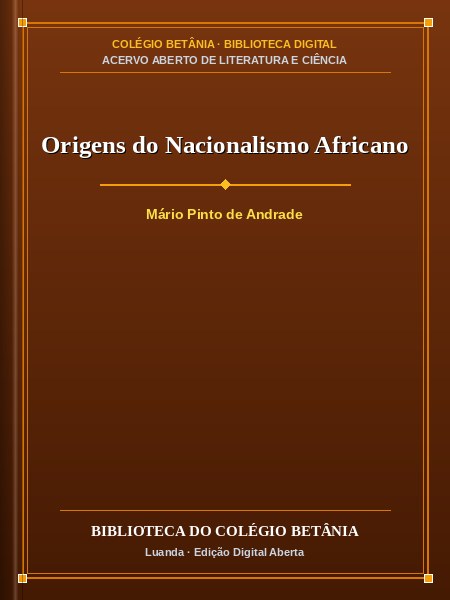 COLÉGIO BETÂNIA · BIBLIOTECA DIGITAL
ACERVO ABERTO DE LITERATURA E CIÊNCIA
Origens do Nacionalismo Africano
Mário Pinto de Andrade
BIBLIOTECA DO COLÉGIO BETÂNIA
Luanda · Edição Digital Aberta